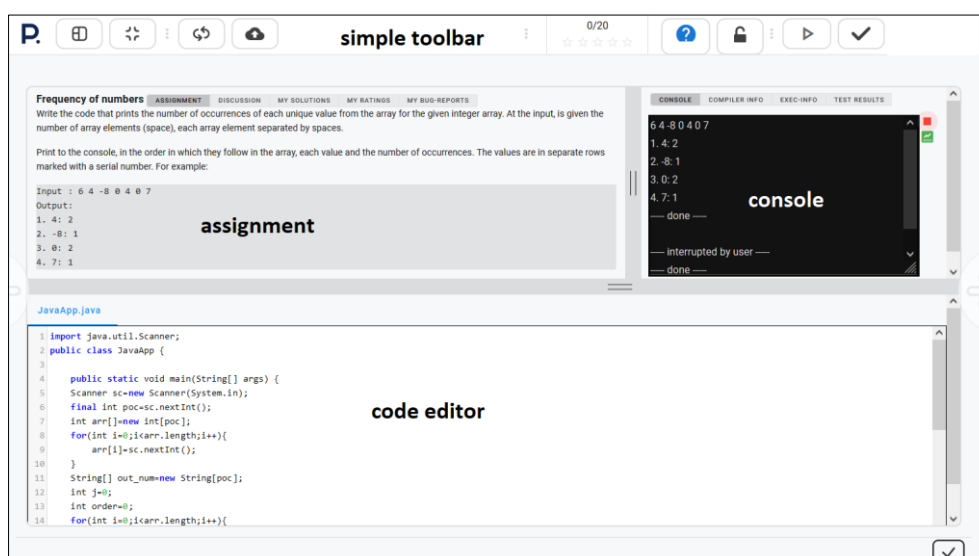 P.
simple toolbar
0/20
?
Frequency of numbers ASSIGNMENT DISCUSSION MY SOLUTIONS MY RATINGS MY BUG-REPORTS
Write the code that prints the number of occurrences of each unique value from the array for the given integer array. At the input, is given the
number of array elements (space), each array element separated by spaces.
Print to the console, in the order in which they follow in the array, each value and the number of occurrences. The values are in separate rows
marked with a serial number. For example:
Input : 6 4 -8 0 4 0 7
Output:
1. 4: 2
2. -8: 1
3. 0: 2
4. 7: 1
assignment
CONSOLE COMPILER INFO EXEC-INFO TEST RESULTS
6 4 -8 0 4 0 7
1. 4: 2
2. -8: 1
3. 0: 2
4. 7: 1
--- done ---
--- interrupted by user ---
--- done ---
console
JavaApp.java
1 import java.util.Scanner;
2 public class JavaApp {
3
4 public static void main(String[] args) {
5 Scanner sc=new Scanner(System.in);
6 final int poc=sc.nextInt();
7 int arr[]=new int[poc];
8 for(int i=0;i<arr.length;i++){
9 arr[i]=sc.nextInt();
10 }
11 String[] out_num=new String[poc];
12 int j=0;
13 int order=0;
14 for(int i=0;i<arr.length;i++){
code editor